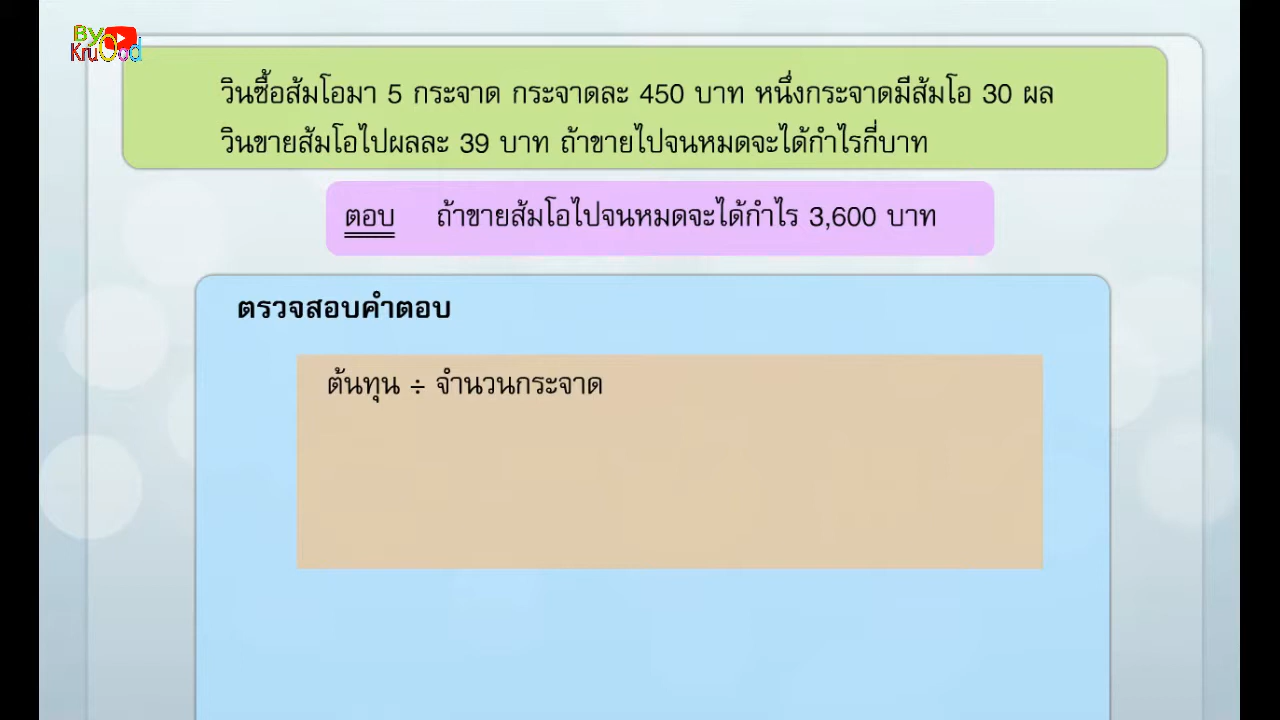 By
KruOod
วินซื้อส้มโอมา 5 กระจาด กระจาดละ 450 บาท หนึ่งกระจาดมีส้มโอ 30 ผล
วินขายส้มโอไปผลละ 39 บาท ถ้าขายไปจนหมดจะได้กำไรกี่บาท
ตอบ ถ้าขายส้มโอไปจนหมดจะได้กำไร 3,600 บาท
ตรวจสอบคำตอบ
ต้นทุน ÷ จำนวนกระจาด